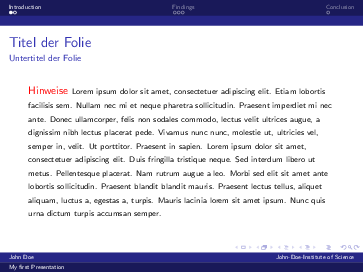 Introduction Findings Conclusion
Titel der Folie
Untertitel der Folie
Hinweise Lorem ipsum dolor sit amet, consectetuer adipiscing elit. Etiam lobortis
facilisis sem. Nullam nec mi et neque pharetra sollicitudin. Praesent imperdiet mi nec
ante. Donec ullamcorper, felis non sodales commodo, lectus velit ultrices augue, a
dignissim nibh lectus placerat pede. Vivamus nunc nunc, molestie ut, ultricies vel,
semper in, velit. Ut porttitor. Praesent in sapien. Lorem ipsum dolor sit amet,
consectetuer adipiscing elit. Duis fringilla tristique neque. Sed interdum libero ut
metus. Pellentesque placerat. Nam rutrum augue a leo. Morbi sed elit sit amet ante
lobortis sollicitudin. Praesent blandit blandit mauris. Praesent lectus tellus, aliquet
aliquam, luctus a, egestas a, turpis. Mauris lacinia lorem sit amet ipsum. Nunc quis
urna dictum turpis accumsan semper.
John Doe John-Doe-Institute of Science
My first Presentation